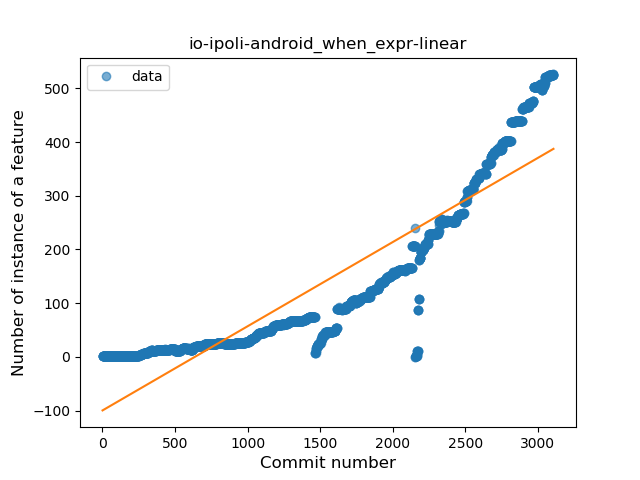 io-ipoli-android_when_expr-linear
data
Number of instance of a feature
500
400
300
200
100
0
−100
0 500 1000 1500 2000 2500 3000
Commit number